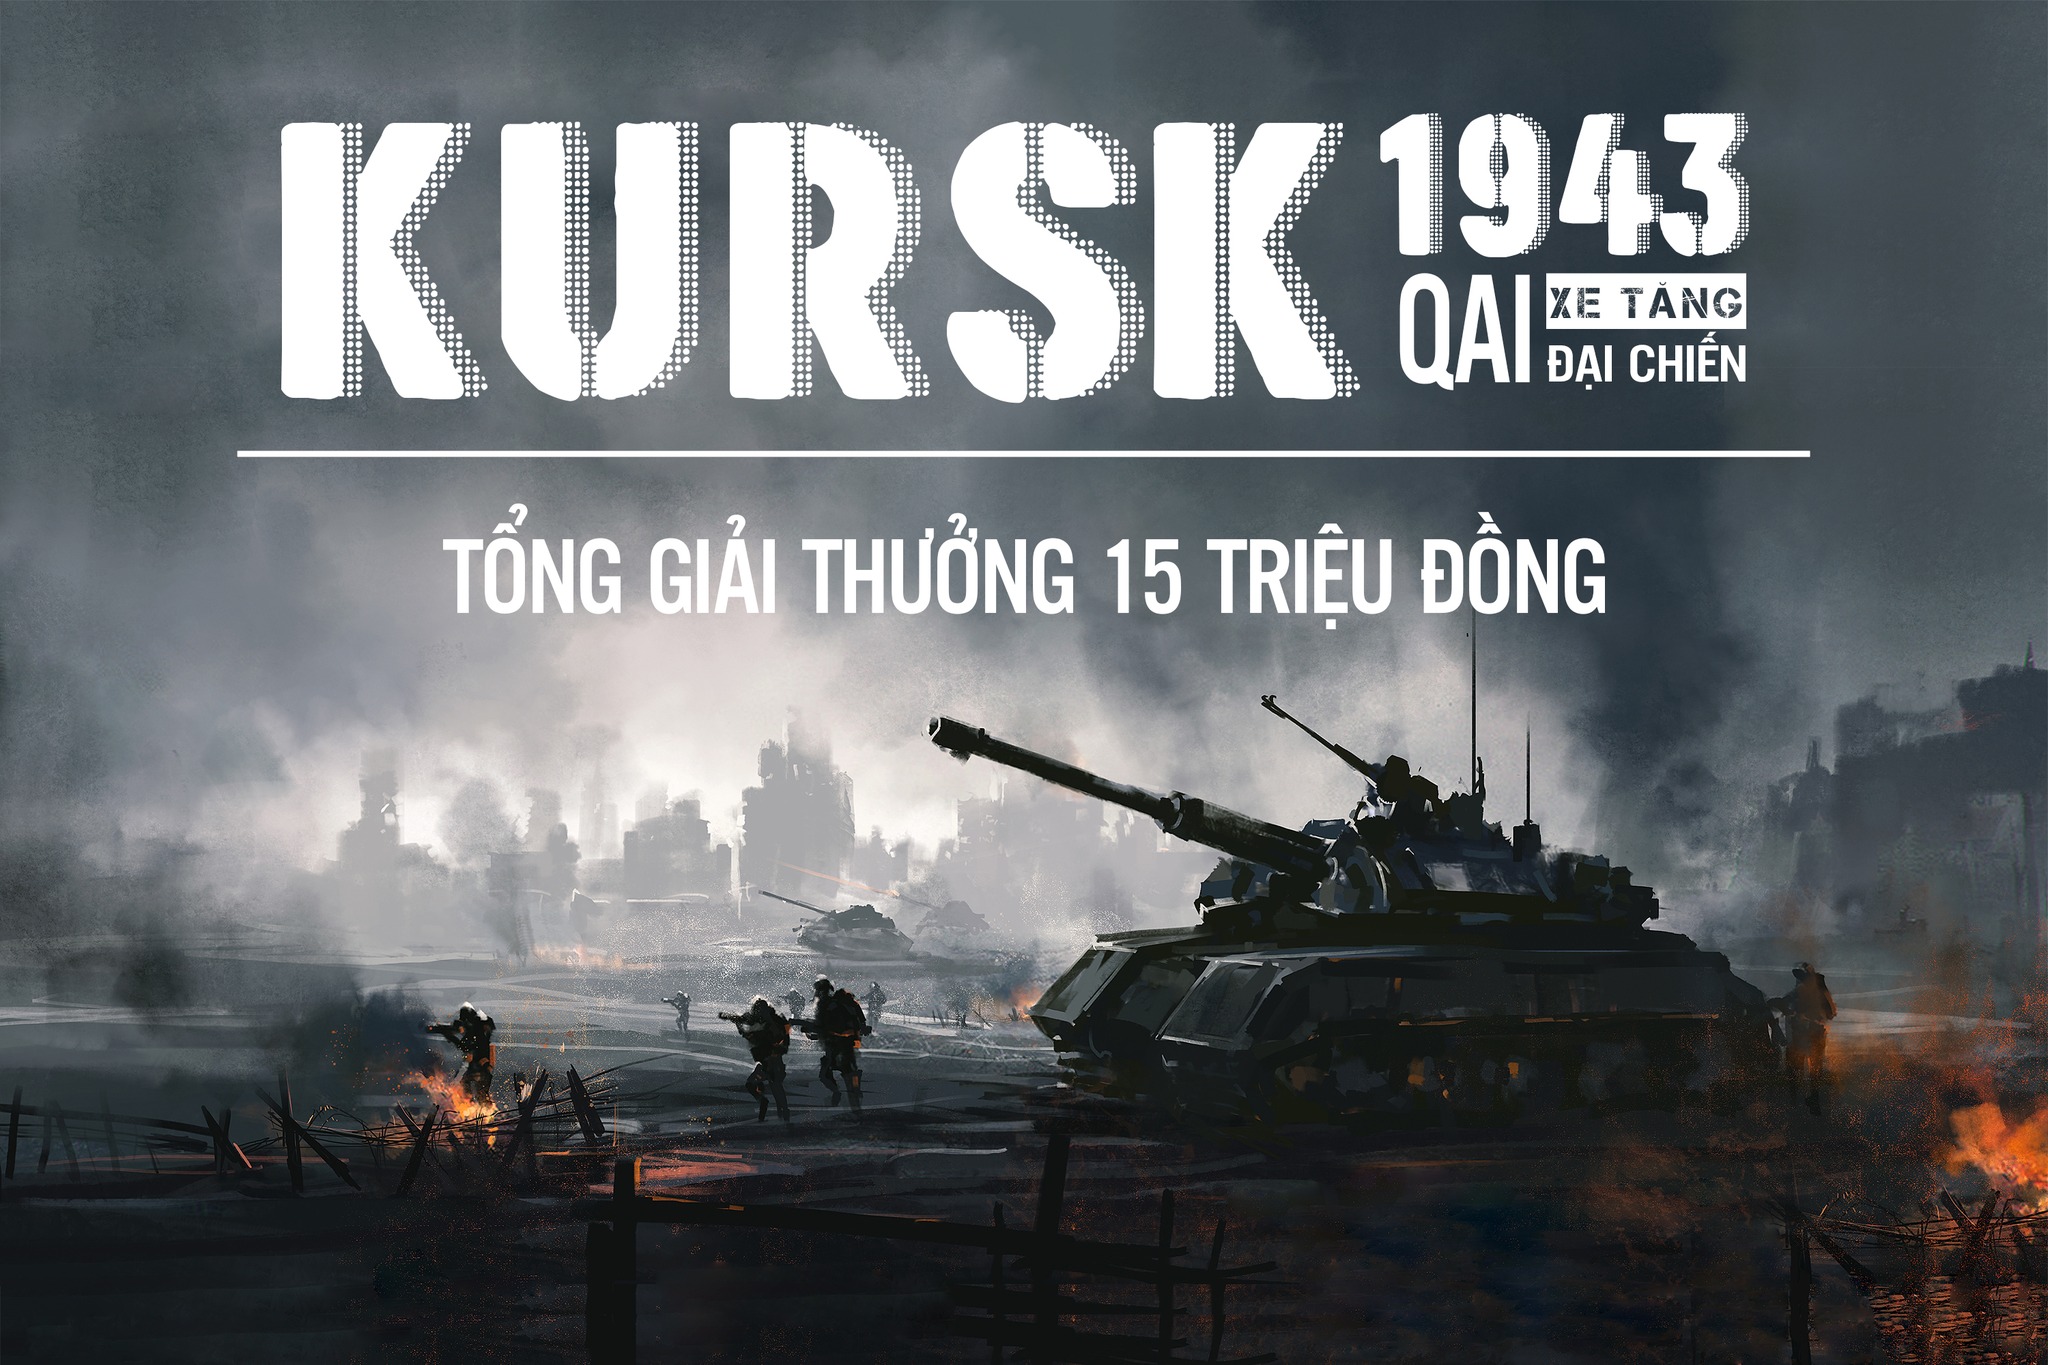 KURSK 1943
QAI XE TĂNG
ĐẠI CHIẾN
TỔNG GIẢI THƯỞNG 15 TRIỆU ĐỒNG